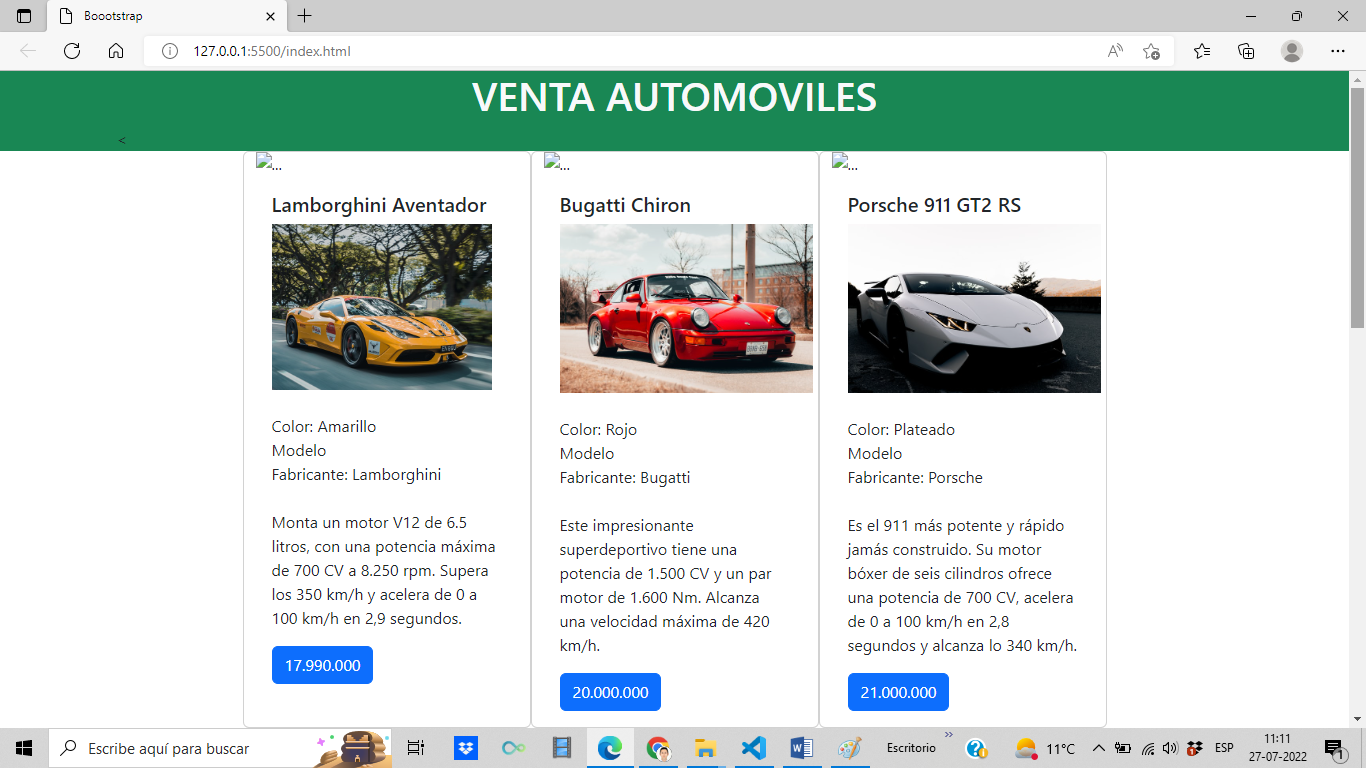 Boootstrap
127.0.0.1:5500/index.html
VENTA AUTOMOVILES
<
...
Lamborghini Aventador
Color: Amarillo
Modelo
Fabricante: Lamborghini
Monta un motor V12 de 6.5
litros, con una potencia máxima
de 700 CV a 8.250 rpm. Supera
los 350 km/h y acelera de 0 a
100 km/h en 2,9 segundos.
17.990.000
...
Bugatti Chiron
Color: Rojo
Modelo
Fabricante: Bugatti
Este impresionante
superdeportivo tiene una
potencia de 1.500 CV y un par
motor de 1.600 Nm. Alcanza
una velocidad máxima de 420
km/h.
20.000.000
...
Porsche 911 GT2 RS
Color: Plateado
Modelo
Fabricante: Porsche
Es el 911 más potente y rápido
jamás construido. Su motor
bóxer de seis cilindros ofrece
una potencia de 700 CV, acelera
de 0 a 100 km/h en 2,8
segundos y alcanza lo 340 km/h.
21.000.000
Escribe aquí para buscar
Escritorio
11°C
ESP
11:11
27-07-2022
1